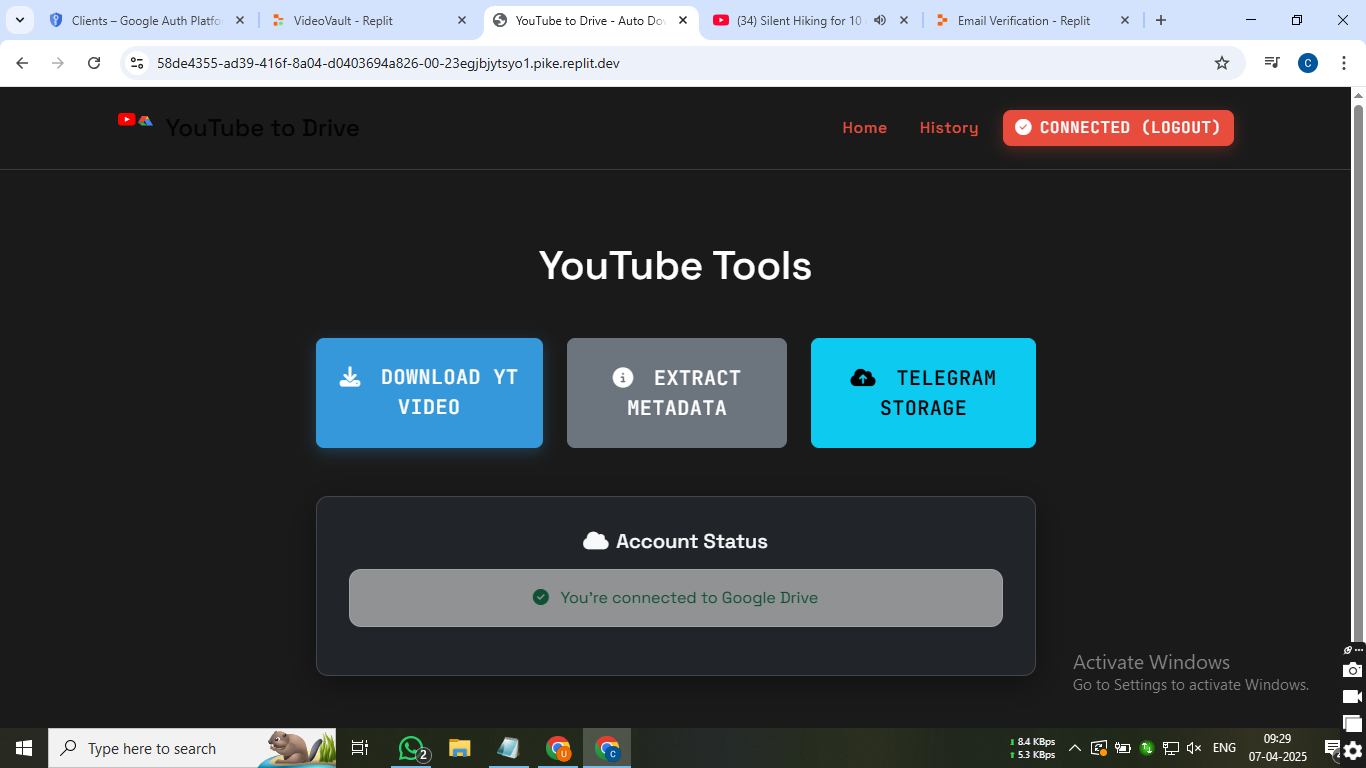 Clients – Google Auth Platfo
VideoVault - Replit
YouTube to Drive - Auto Do
(34) Silent Hiking for 10
Email Verification - Replit
58de4355-ad39-416f-8a04-d0403694a826-00-23egjbjytsyo1.pike.replit.dev
C
YouTube to Drive
Home
History
CONNECTED (LOGOUT)
YouTube Tools
DOWNLOAD YT
VIDEO
EXTRACT
METADATA
TELEGRAM
STORAGE
Account Status
You're connected to Google Drive
Activate Windows
Go to Settings to activate Windows.
Type here to search
2
U
C
8.4 KBps
5.3 KBps
ENG
09:29
07-04-2025